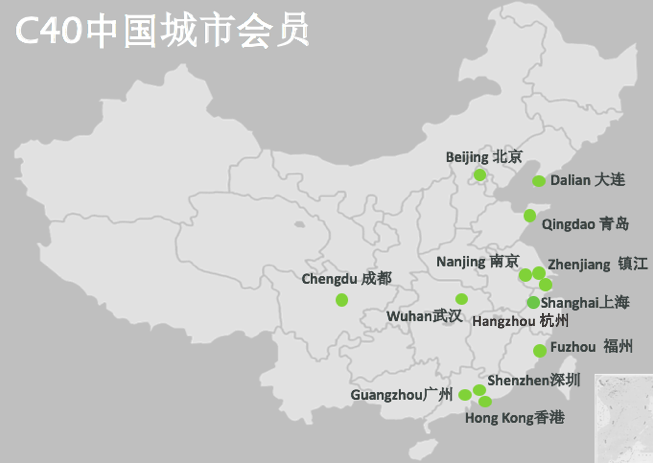 C40中国城市会员
Beijing 北京
Dalian 大连
Qingdao 青岛
Nanjing 南京
Zhenjiang 镇江
Chengdu 成都
Shanghai上海
Wuhan武汉
Hangzhou 杭州
Fuzhou 福州
Shenzhen深圳
Guangzhou广州
Hong Kong香港